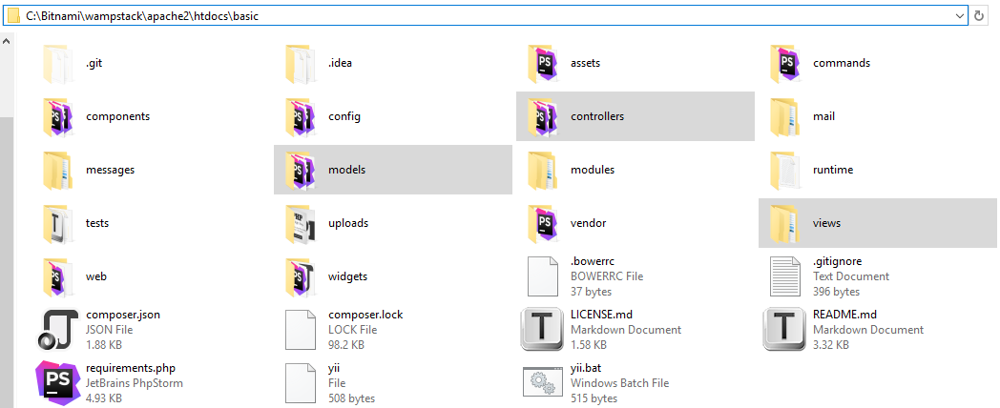 C:\Bitnami\wampstack\apache2\htdocs\basic
.git
.idea
assets
commands
components
config
controllers
mail
messages
models
modules
runtime
tests
uploads
vendor
views
web
widgets
.bowerrc
BOWERRC File
37 bytes
.gitignore
Text Document
396 bytes
composer.json
JSON File
1.88 KB
composer.lock
LOCK File
98.2 KB
LICENSE.md
Markdown Document
1.58 KB
README.md
Markdown Document
3.32 KB
requirements.php
JetBrains PhpStorm
4.93 KB
yii
File
508 bytes
yii.bat
Windows Batch File
515 bytes